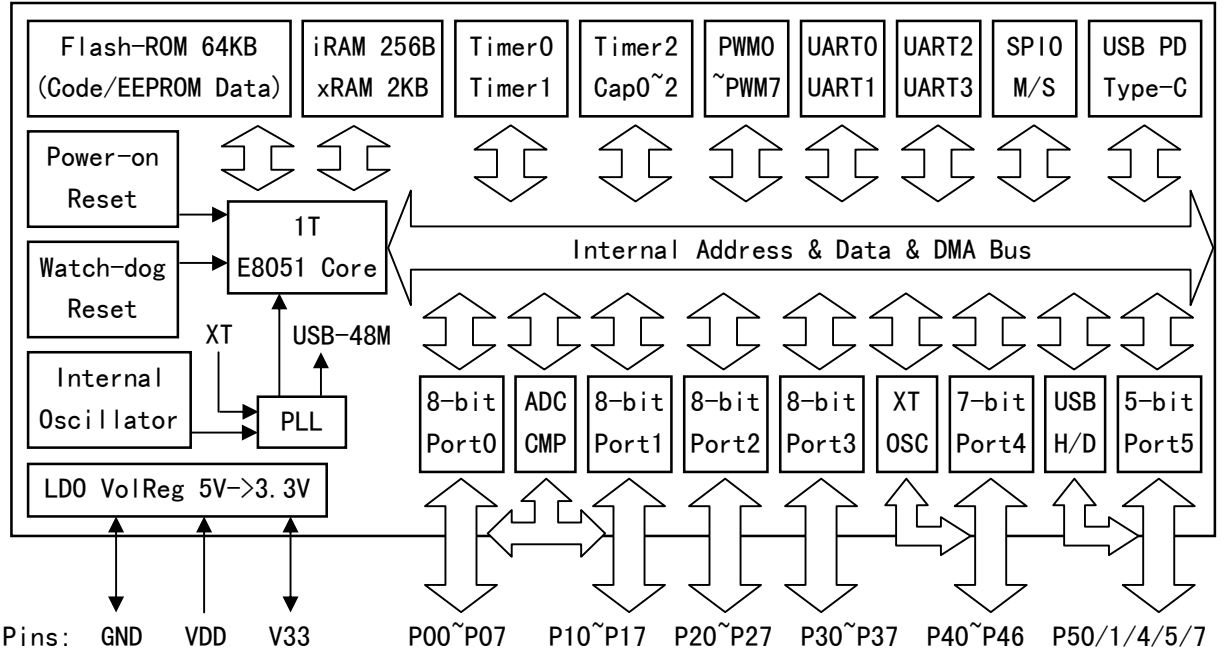 Flash-ROM 64KB
(Code/EEPROM Data)
iRAM 256B
xRAM 2KB
Timer0
Timer1
Timer2
Cap0~2
PWM0
~PWM7
UART0
UART1
UART2
UART3
SPI0
M/S
USB PD
Type-C
Power-on
Reset
1T
E8051 Core
Internal Address & Data & DMA Bus
Watch-dog
Reset
XT
USB-48M
Internal
Oscillator
PLL
8-bit
Port0
ADC
CMP
8-bit
Port1
8-bit
Port2
8-bit
Port3
XT
OSC
7-bit
Port4
USB
H/D
5-bit
Port5
LDO VolReg 5V->3.3V
Pins: GND VDD V33 P00~P07 P10~P17 P20~P27 P30~P37 P40~P46 P50/1/4/5/7